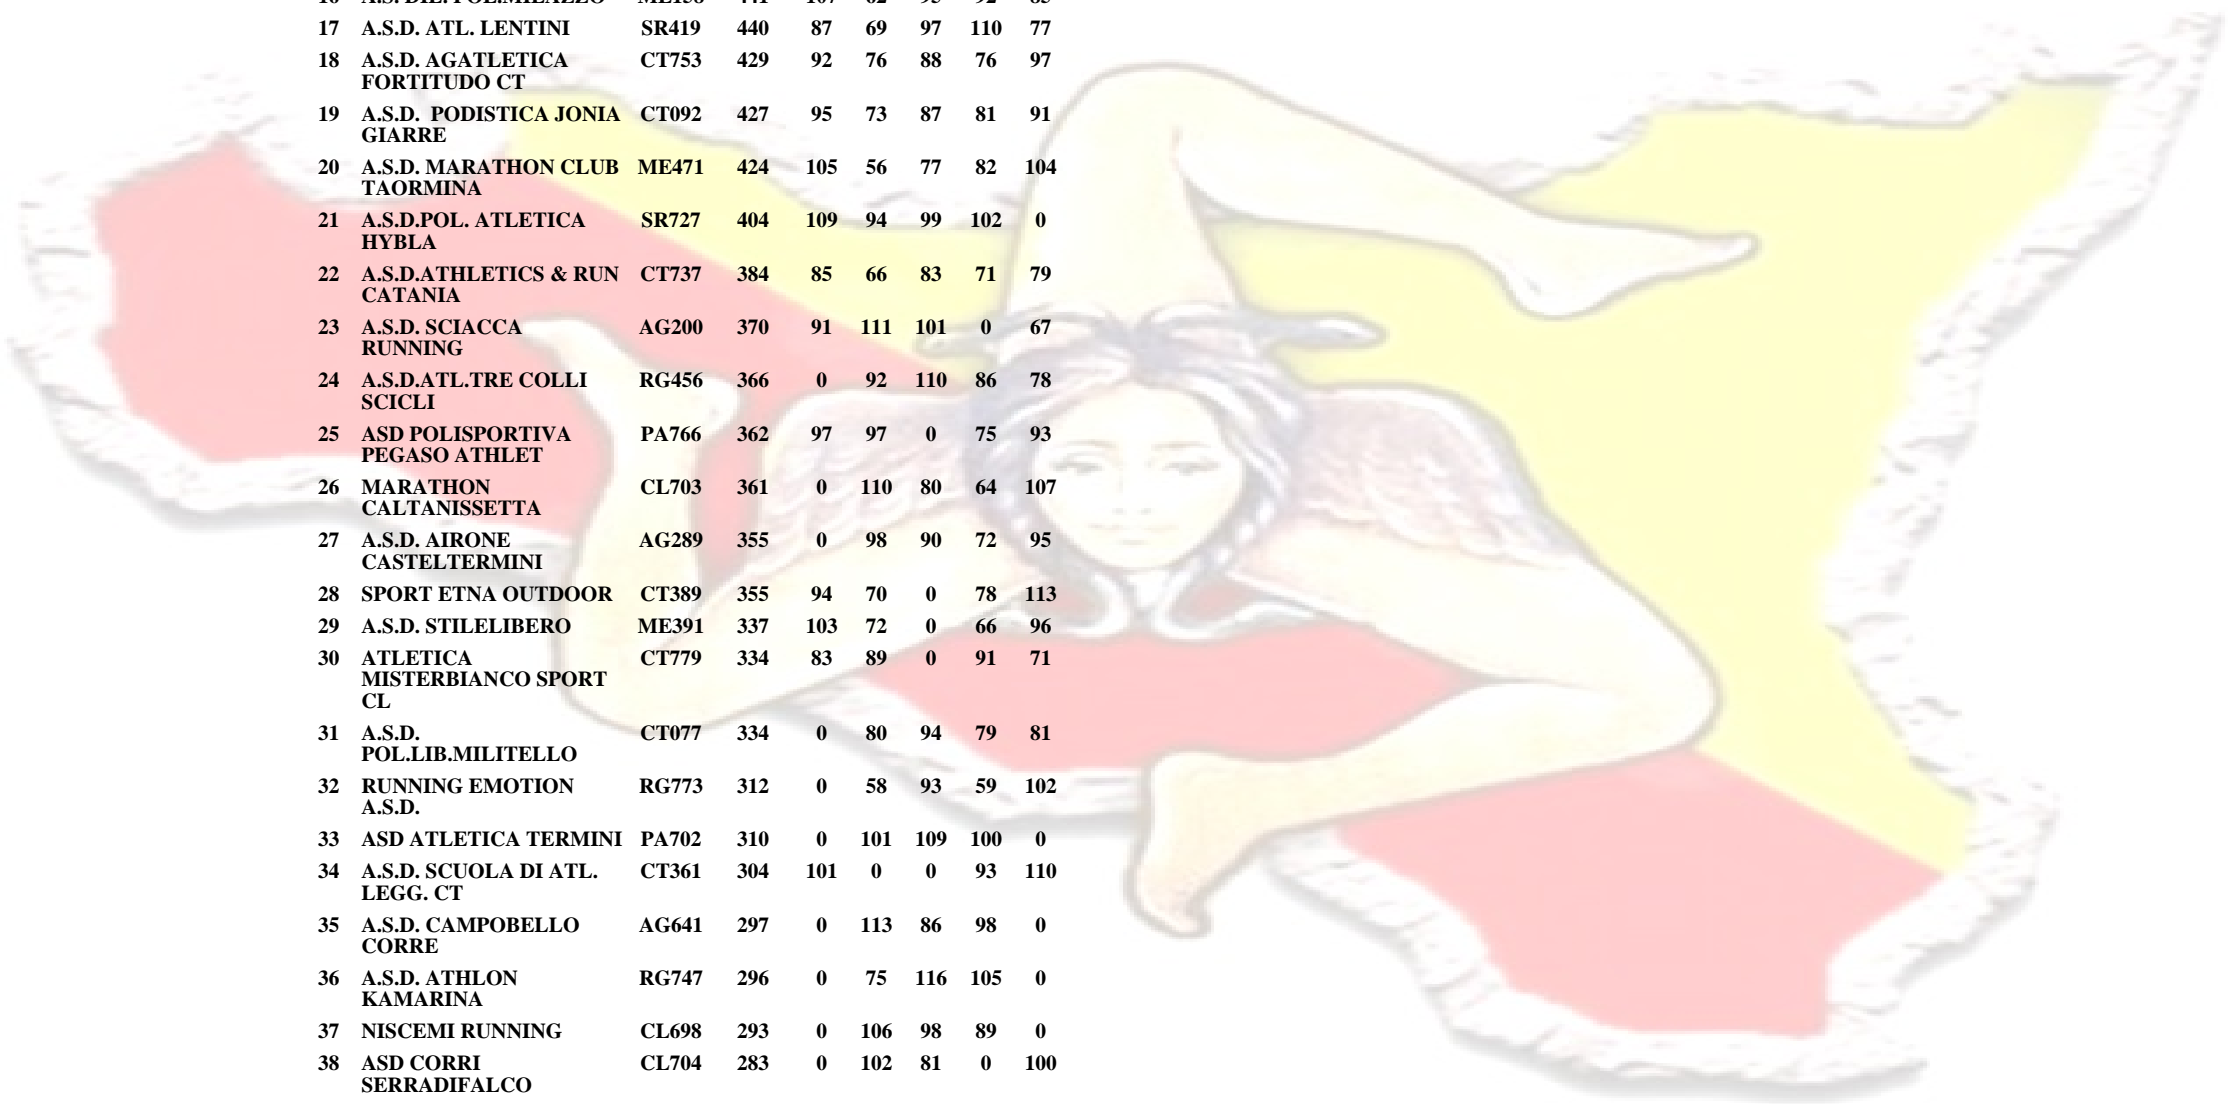 17 A.S.D. ATL. LENTINI SR419 440 87 69 97 110 77
18 A.S.D. AGATLETICA CT753 429 92 76 88 76 97
FORTITUDO CT
19 A.S.D. PODISTICA JONIA CT092 427 95 73 87 81 91
GIARRE
20 A.S.D. MARATHON CLUB ME471 424 105 56 77 82 104
TAORMINA
21 A.S.D.POL. ATLETICA SR727 404 109 94 99 102 0
HYBLA
22 A.S.D.ATHLETICS & RUN CT737 384 85 66 83 71 79
CATANIA
23 A.S.D. SCIACCA AG200 370 91 111 101 0 67
RUNNING
24 A.S.D.ATL.TRE COLLI RG456 366 0 92 110 86 78
SCICLI
25 ASD POLISPORTIVA PA766 362 97 97 0 75 93
PEGASO ATHLET
26 MARATHON CL703 361 0 110 80 64 107
CALTANISSETTA
27 A.S.D. AIRONE AG289 355 0 98 90 72 95
CASTELTERMINI
28 SPORT ETNA OUTDOOR CT389 355 94 70 0 78 113
29 A.S.D. STILELIBERO ME391 337 103 72 0 66 96
30 ATLETICA CT779 334 83 89 0 91 71
MISTERBIANCO SPORT
CL
31 A.S.D. CT077 334 0 80 94 79 81
POL.LIB.MILITELLO
32 RUNNING EMOTION RG773 312 0 58 93 59 102
A.S.D.
33 ASD ATLETICA TERMINI PA702 310 0 101 109 100 0
34 A.S.D. SCUOLA DI ATL. CT361 304 101 0 0 93 110
LEGG. CT
35 A.S.D. CAMPOBELLO AG641 297 0 113 86 98 0
CORRE
36 A.S.D. ATHLON RG747 296 0 75 116 105 0
KAMARINA
37 NISCEMI RUNNING CL698 293 0 106 98 89 0
38 ASD CORRI CL704 283 0 102 81 0 100
SERRADIFALCO